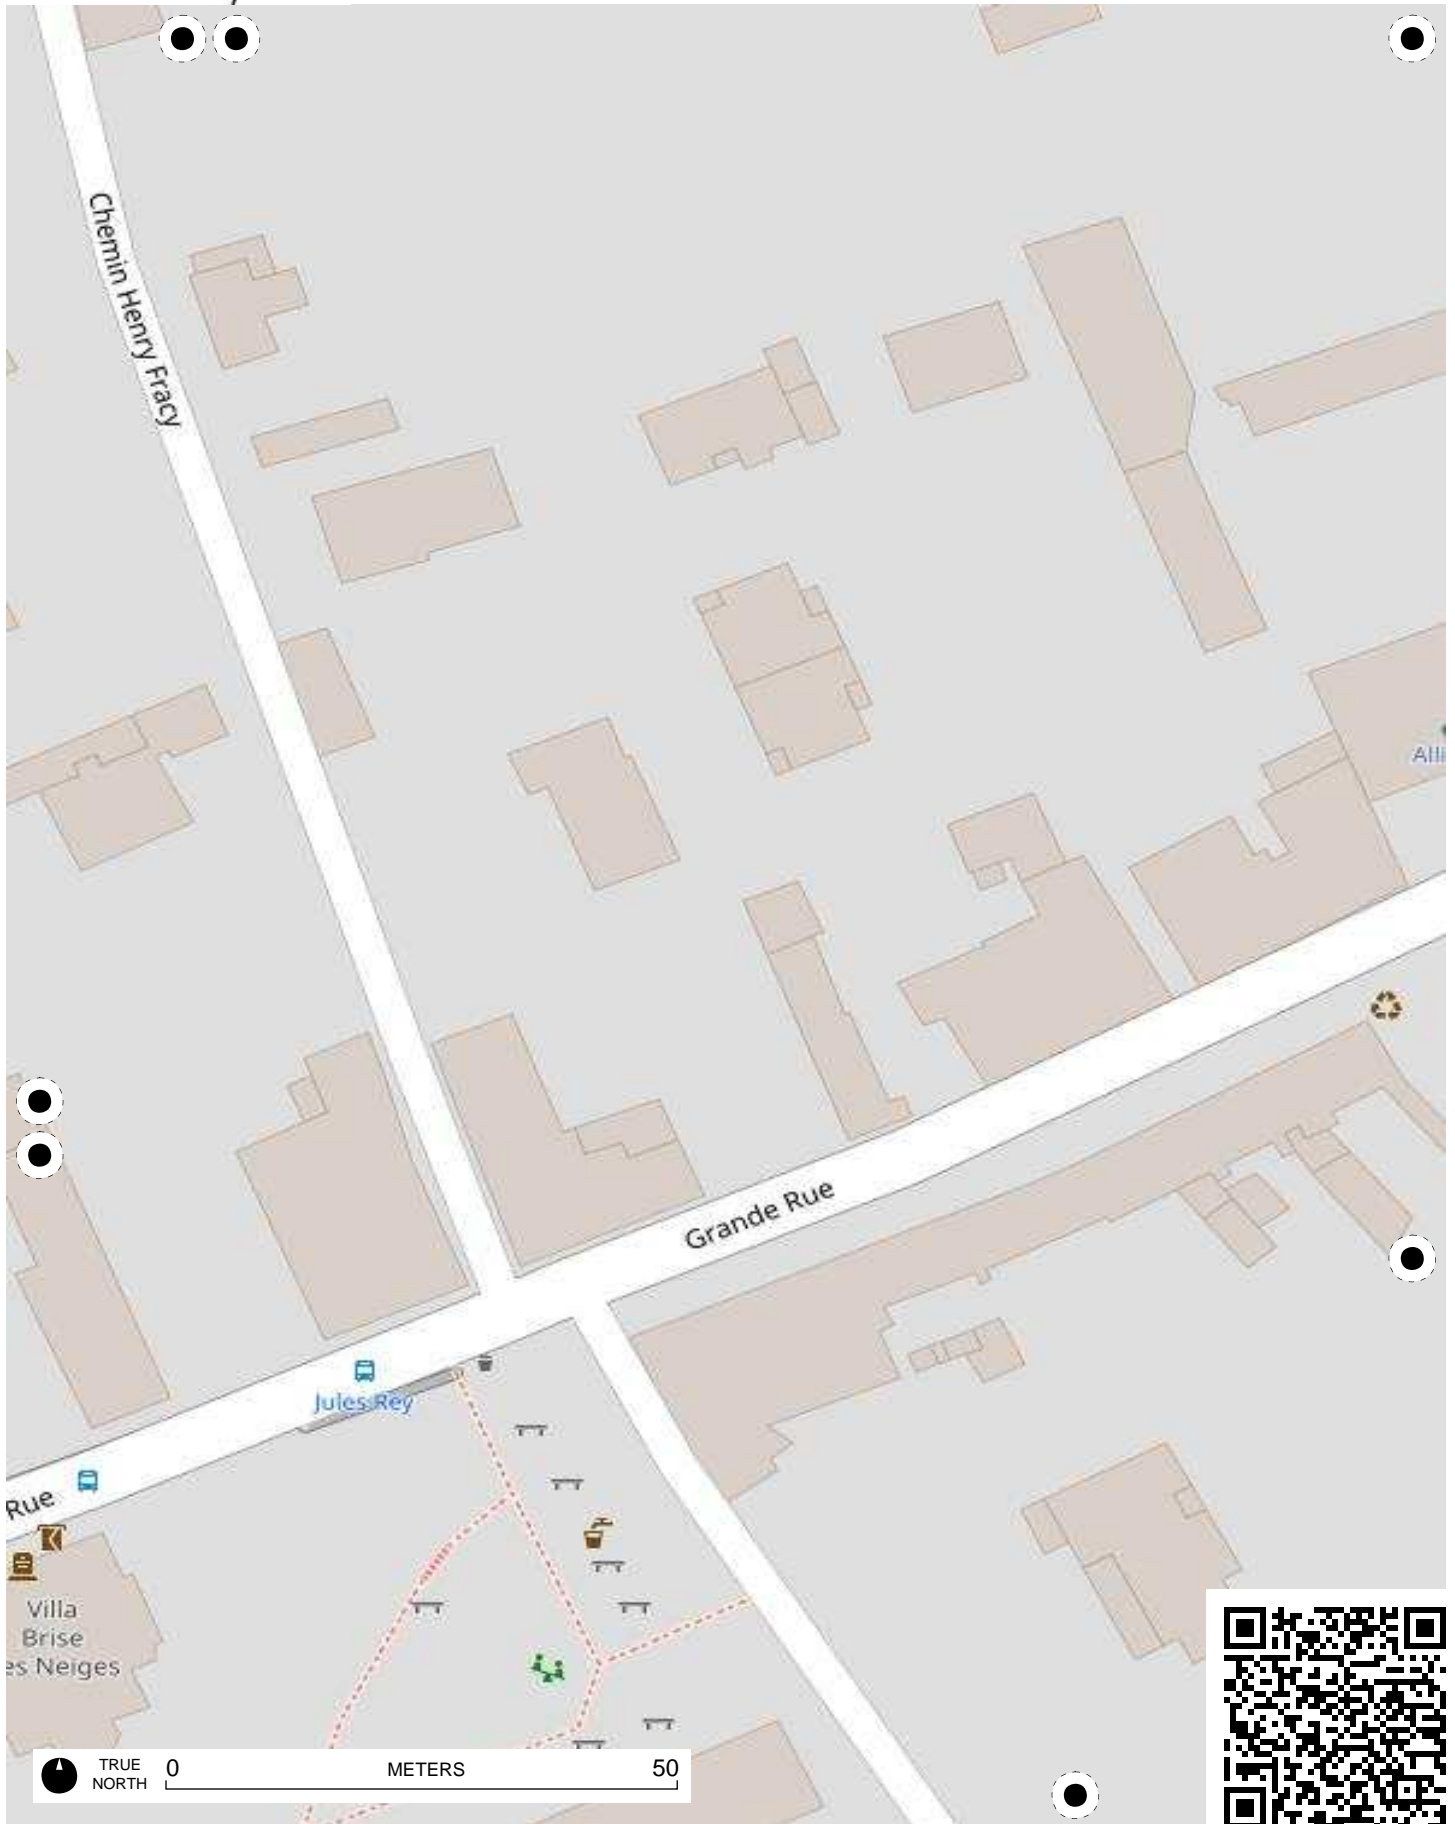 Chemin Henry Fracy
Alli
Grande Rue
Jules Rey
Rue
Villa
Brise
es Neiges
TRUE
NORTH
0
METERS
50